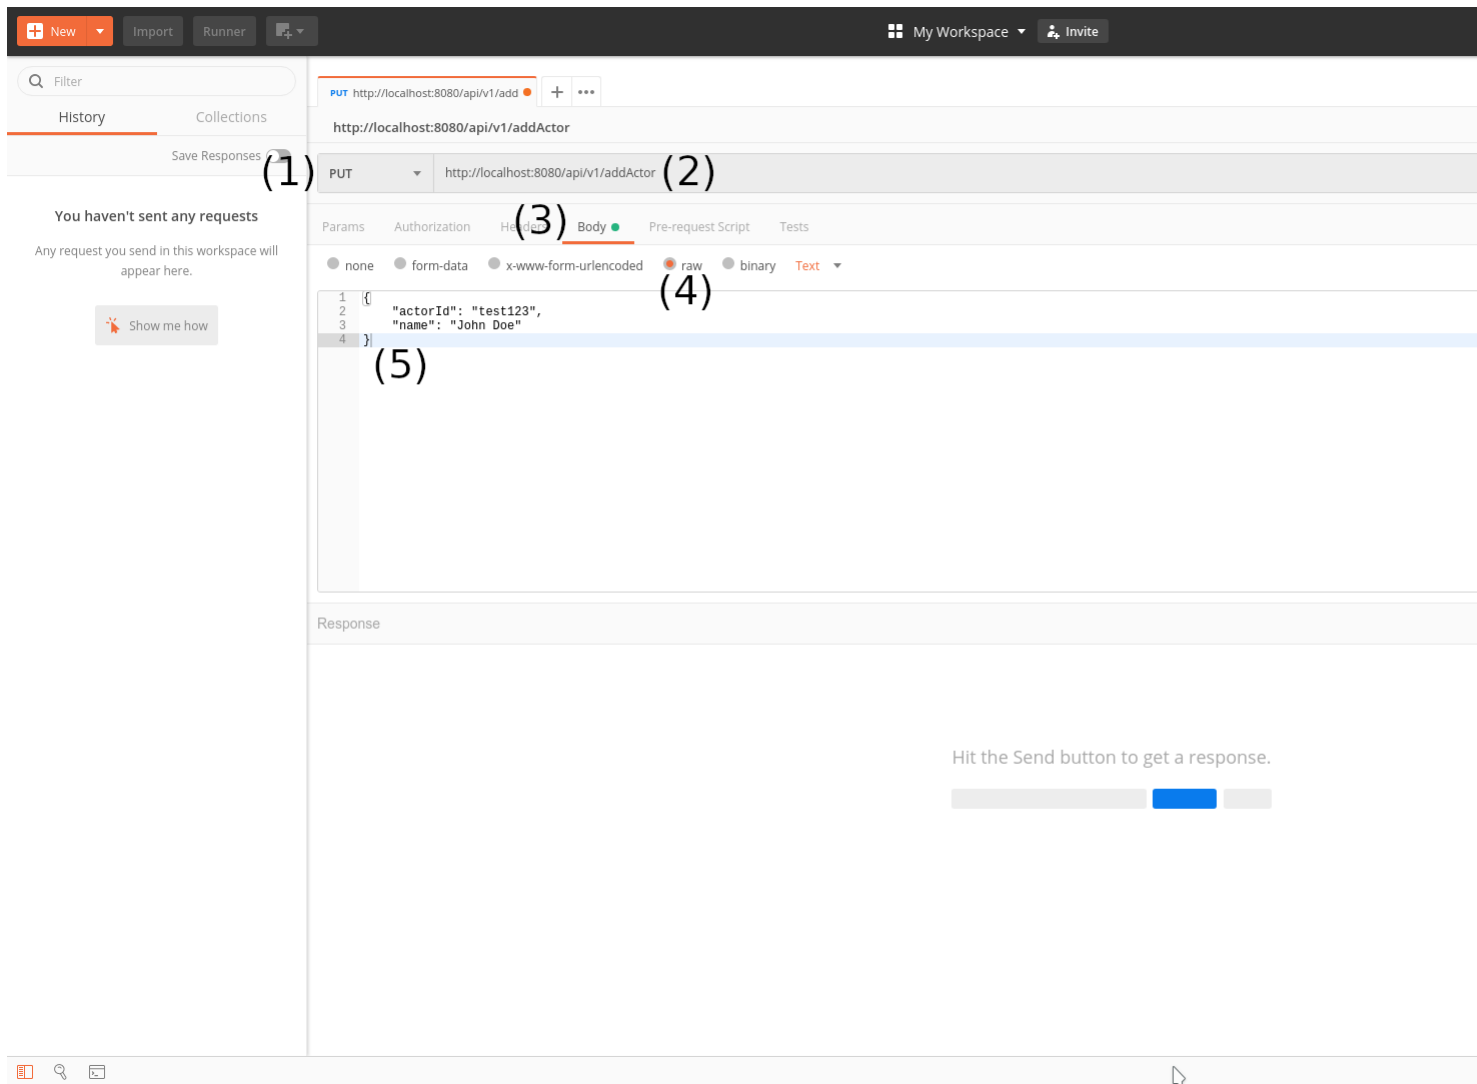 New
Import
Runner
My Workspace
Invite
Filter
History
Collections
Save Responses
You haven't sent any requests
Any request you send in this workspace will
appear here.
Show me how
PUT http://localhost:8080/api/v1/add
http://localhost:8080/api/v1/addActor
(1)
PUT
http://localhost:8080/api/v1/addActor
(2)
Params
Authorization
Headers
(3)
Body
Pre-request Script
Tests
none
form-data
x-www-form-urlencoded
raw
binary
Text
(4)
1 {
2 "actorId": "test123",
3 "name": "John Doe"
4 }
(5)
Response
Hit the Send button to get a response.